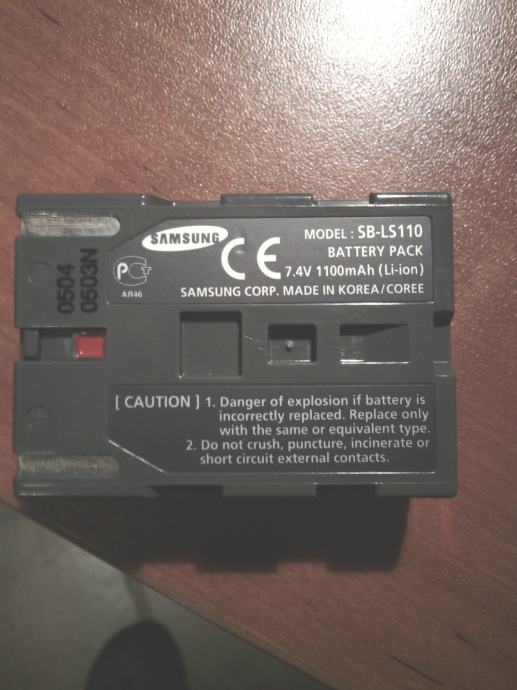 SAMSUNG
MODEL : SB-LS110
BATTERY PACK
CE 7.4V 1100mAh (Li-ion)
SAMSUNG CORP. MADE IN KOREA/COREE
AЯ46
0504
0503N
[ CAUTION ] 1. Danger of explosion if battery is
incorrectly replaced. Replace only
with the same or equivalent type.
2. Do not crush, puncture, incinerate or
short circuit external contacts.